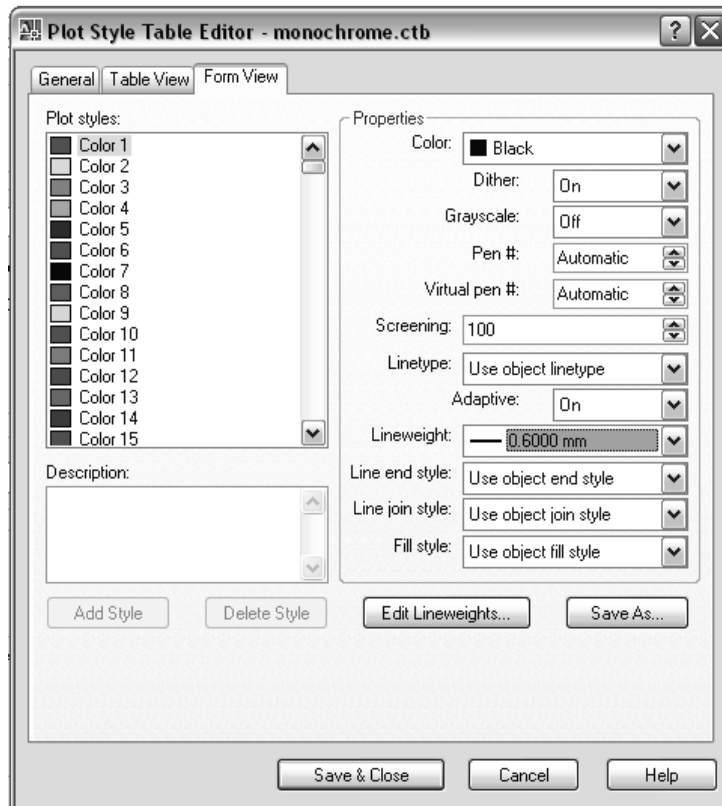 Plot Style Table Editor - monochrome.ctb
General Table View Form View
Plot styles:
Color 1
Color 2
Color 3
Color 4
Color 5
Color 6
Color 7
Color 8
Color 9
Color 10
Color 11
Color 12
Color 13
Color 14
Color 15
Description:
Add Style Delete Style
Properties
Color: Black
Dither: On
Grayscale: Off
Pen #: Automatic
Virtual pen #: Automatic
Screening: 100
Linetype: Use object linetype
Adaptive: On
Lineweight: 0.6000 mm
Line end style: Use object end style
Line join style: Use object join style
Fill style: Use object fill style
Edit Lineweights... Save As...
Save & Close Cancel Help